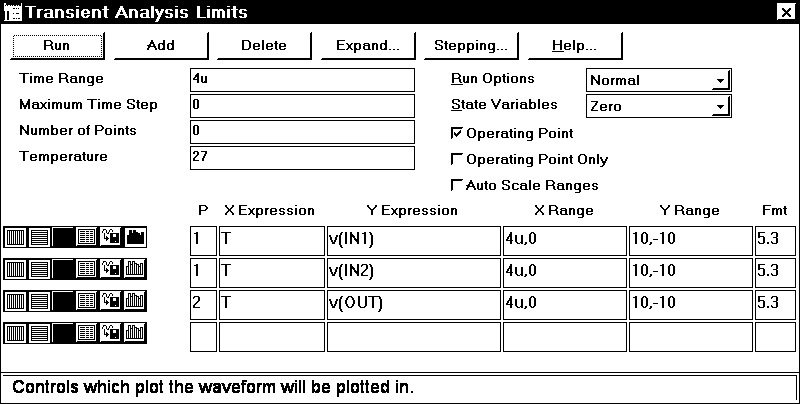 Transient Analysis Limits
Run Add Delete Expand... Stepping... Help...
Time Range 4u Run Options Normal
Maximum Time Step 0 State Variables Zero
Number of Points 0 Operating Point
Temperature 27 Operating Point Only
Auto Scale Ranges
P X Expression Y Expression X Range Y Range Fmt
1 T v(IN1) 4u,0 10,-10 5.3
1 T v(IN2) 4u,0 10,-10 5.3
2 T v(OUT) 4u,0 10,-10 5.3
Controls which plot the waveform will be plotted in.